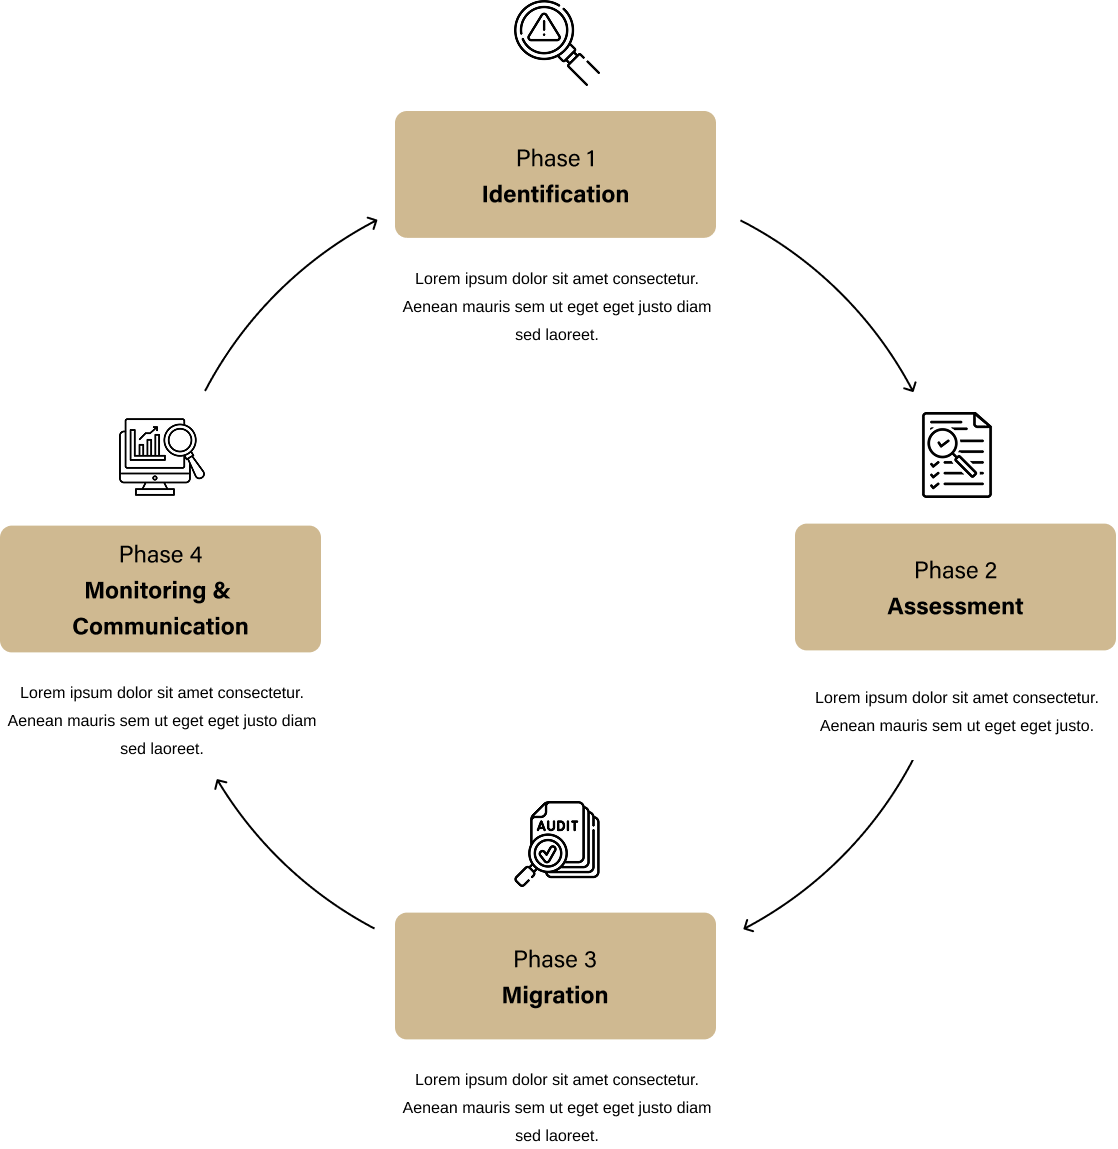 Phase 1
Identification
Lorem ipsum dolor sit amet consectetur.
Aenean mauris sem ut eget eget justo diam
sed laoreet.
Phase 2
Assessment
Lorem ipsum dolor sit amet consectetur.
Aenean mauris sem ut eget eget justo.
AUDIT
Phase 3
Migration
Lorem ipsum dolor sit amet consectetur.
Aenean mauris sem ut eget eget justo diam
sed laoreet.
Phase 4
Monitoring &
Communication
Lorem ipsum dolor sit amet consectetur.
Aenean mauris sem ut eget eget justo diam
sed laoreet.